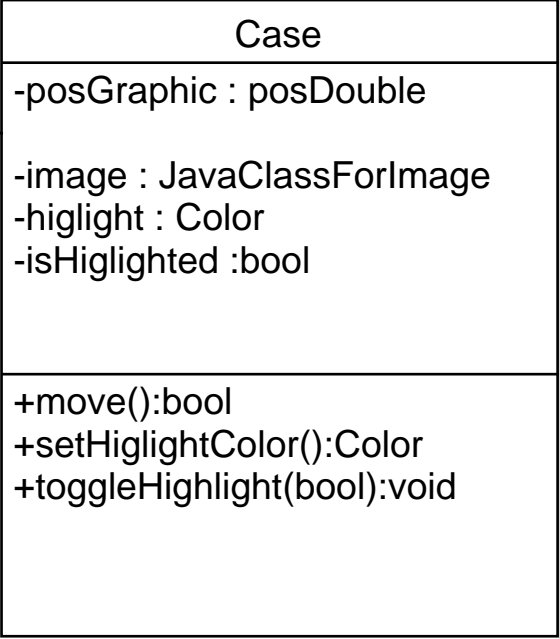 Case
-posGraphic : posDouble
-image : JavaClassForImage
-higlight : Color
-isHiglighted :bool
+move():bool
+setHiglightColor():Color
+toggleHighlight(bool):void